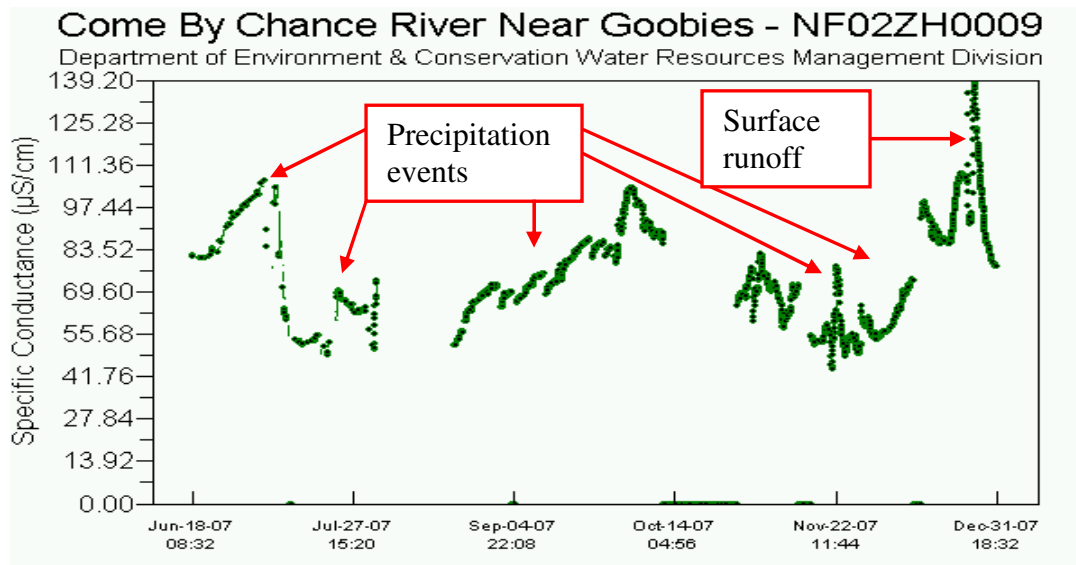 Come By Chance River Near Goobies - NF02ZH0009
Department of Environment & Conservation Water Resources Management Division
Specific Conductance (µS/cm)
139.20
125.28
111.36
97.44
83.52
69.60
55.68
41.76
27.84
13.92
0.00
Precipitation
events
Surface
runoff
Jun-18-07 Jul-27-07 Sep-04-07 Oct-14-07 Nov-22-07 Dec-31-07
08:32 15:20 22:08 04:56 11:44 18:32